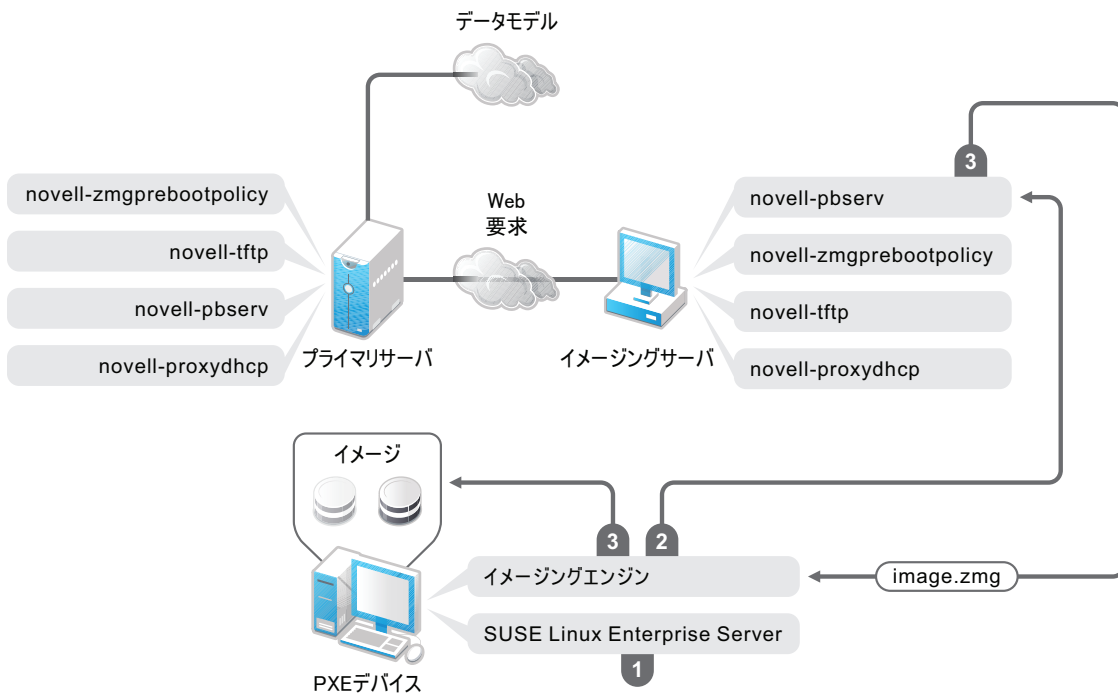 データモデル
3
novell-zmgprebootpolicy
novell-tftp
novell-pbserv
novell-proxydhcp
プライマリサーバ
Web
要求
イメージングサーバ
novell-pbserv
novell-zmgprebootpolicy
novell-tftp
novell-proxydhcp
イメージ
3
2
イメージングエンジン
image.zmg
SUSE Linux Enterprise Server
1
PXEデバイス